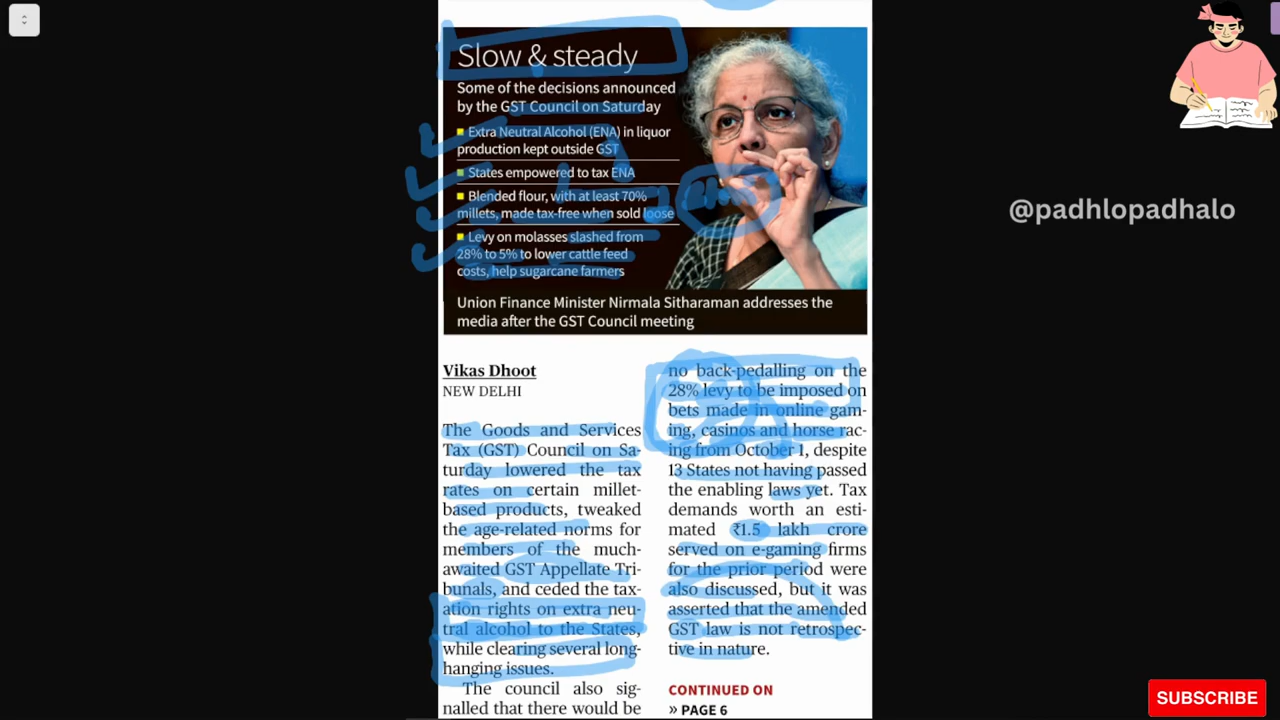 Slow & steady
Some of the decisions announced
by the GST Council on Saturday
Extra Neutral Alcohol (ENA) in liquor
production kept outside GST
States empowered to tax ENA
Blended flour, with at least 70%
millets, made tax-free when sold loose
Levy on molasses slashed from
28% to 5% to lower cattle feed
costs, help sugarcane farmers
Union Finance Minister Nirmala Sitharaman addresses the
media after the GST Council meeting
Vikas Dhoot
NEW DELHI
The Goods and Services
Tax (GST) Council on Sa-
turday lowered the tax
rates on certain millet-
based products, tweaked
the age-related norms for
members of the much-
awaited GST Appellate Tri-
bunals, and ceded the tax-
ation rights on extra neu-
tral alcohol to the States,
while clearing several long-
hanging issues.
The council also sig-
nalled that there would be
no back-pedalling on the
28% levy to be imposed on
bets made in online gam-
ing, casinos and horse rac-
ing from October 1, despite
13 States not having passed
the enabling laws yet. Tax
demands worth an esti-
mated ₹1.5 lakh crore
served on e-gaming firms
for the prior period were
also discussed, but it was
asserted that the amended
GST law is not retrospec-
tive in nature.
CONTINUED ON
» PAGE 6
@padhlopadhalo
SUBSCRIBE